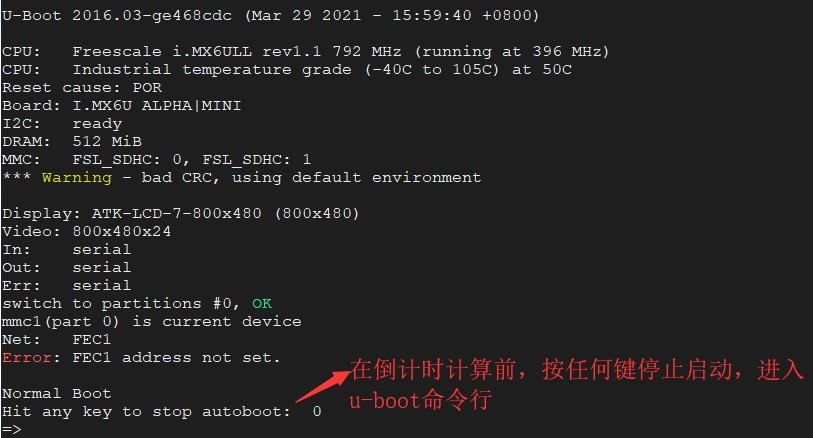 U-Boot 2016.03-ge468cdc (Mar 29 2021 - 15:59:40 +0800)
CPU:   Freescale i.MX6ULL rev1.1 792 MHz (running at 396 MHz)
CPU:   Industrial temperature grade (-40C to 105C) at 50C
Reset cause: POR
Board: I.MX6U ALPHA|MINI
I2C:   ready
DRAM:  512 MiB
MMC:   FSL_SDHC: 0, FSL_SDHC: 1
*** Warning - bad CRC, using default environment
Display: ATK-LCD-7-800x480 (800x480)
Video: 800x480x24
In:    serial
Out:   serial
Err:   serial
switch to partitions #0, OK
mmc1(part 0) is current device
Net:   FEC1
Error: FEC1 address not set.
在倒计时计算前，按任何键停止启动，进入
u-boot命令行
Normal Boot
Hit any key to stop autoboot:  0
=>